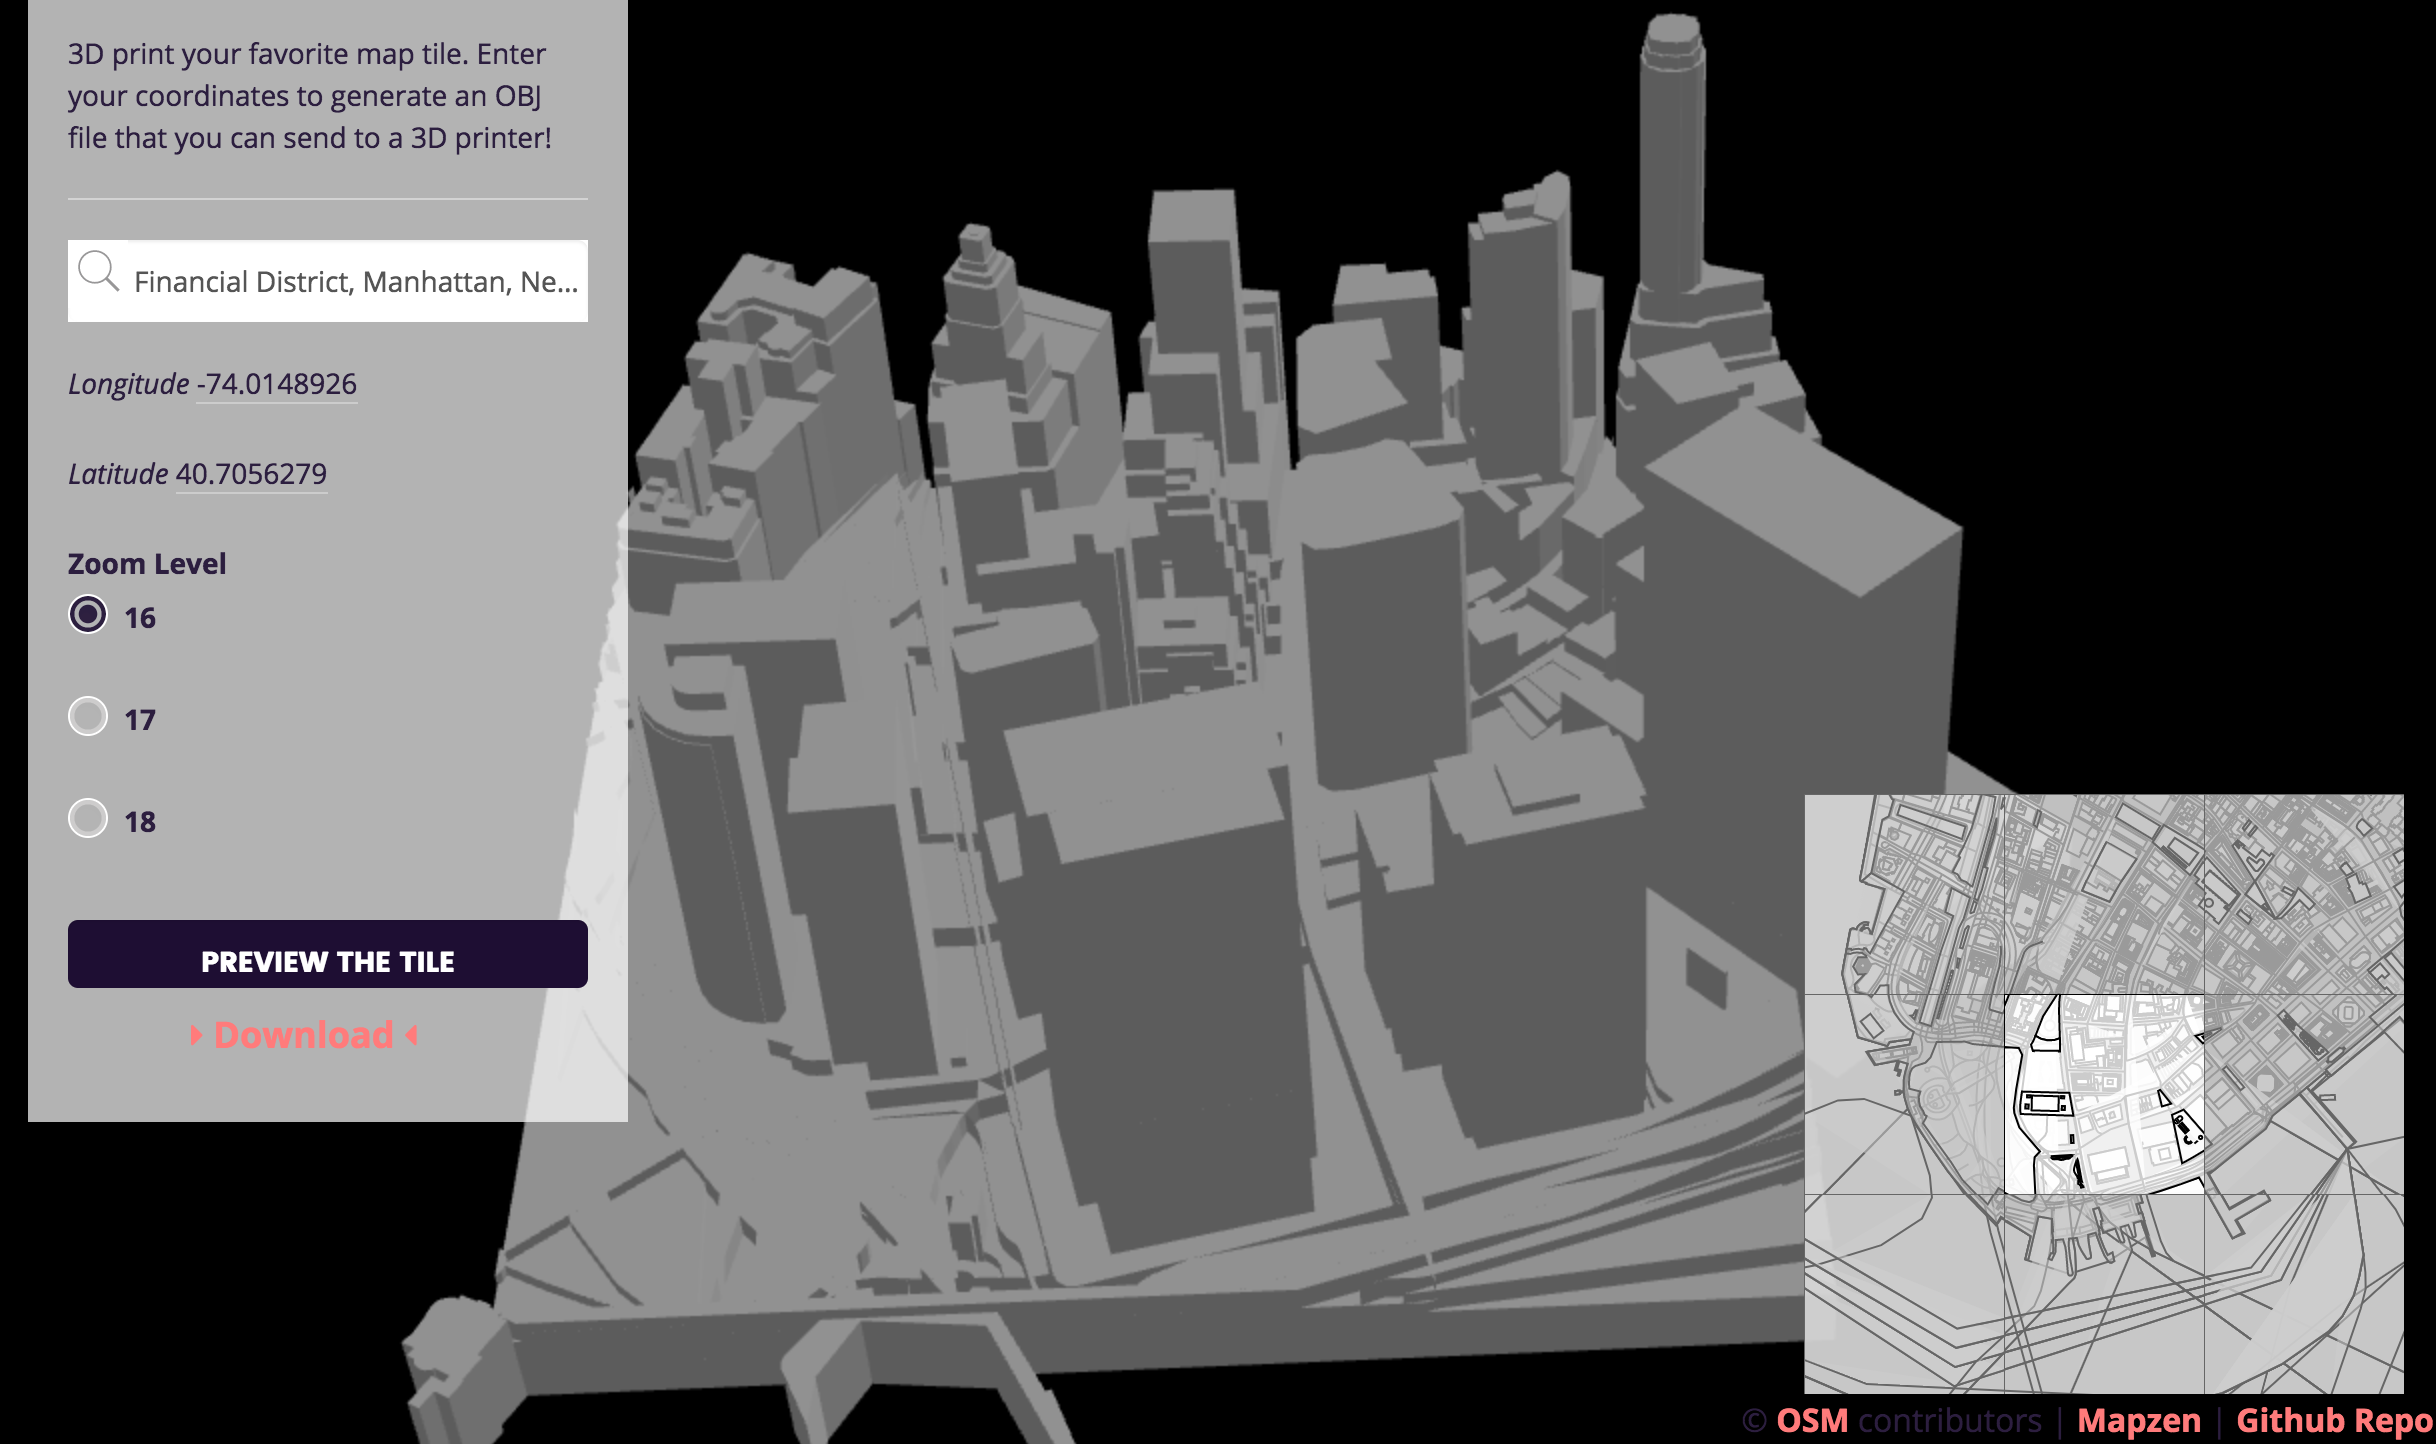 3D print your favorite map tile. Enter
your coordinates to generate an OBJ
file that you can send to a 3D printer!
Financial District, Manhattan, Ne...
Longitude -74.0148926
Latitude 40.7056279
Zoom Level
16
17
18
PREVIEW THE TILE
Download
© OSM contributors | Mapzen | Github Repo